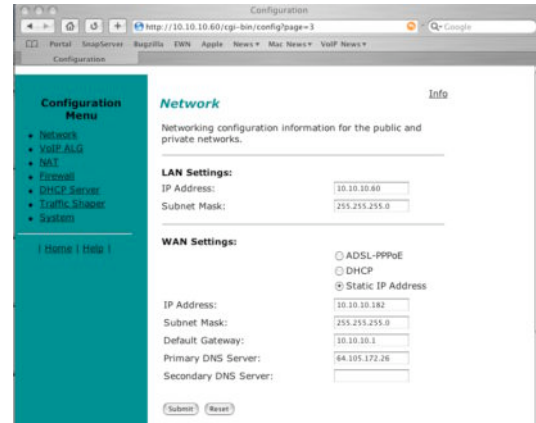 Configuration
http://10.10.10.60/cgi-bin/config?page=3
Q- Google
Portal SnapServer Bugzilla EWN Apple News Mac News VoIP News
Configuration
Configuration Menu
Network
VoIP ALG
NAT
Firewall
DHCP Server
Traffic Shaper
System
| Home | Help |
Info
Network
Networking configuration information for the public and
private networks.
LAN Settings:
IP Address: 10.10.10.60
Subnet Mask: 255.255.255.0
WAN Settings:
ADSL-PPPoE
DHCP
Static IP Address
IP Address: 10.10.10.182
Subnet Mask: 255.255.255.0
Default Gateway: 10.10.10.1
Primary DNS Server: 64.105.172.26
Secondary DNS Server:
Submit Reset